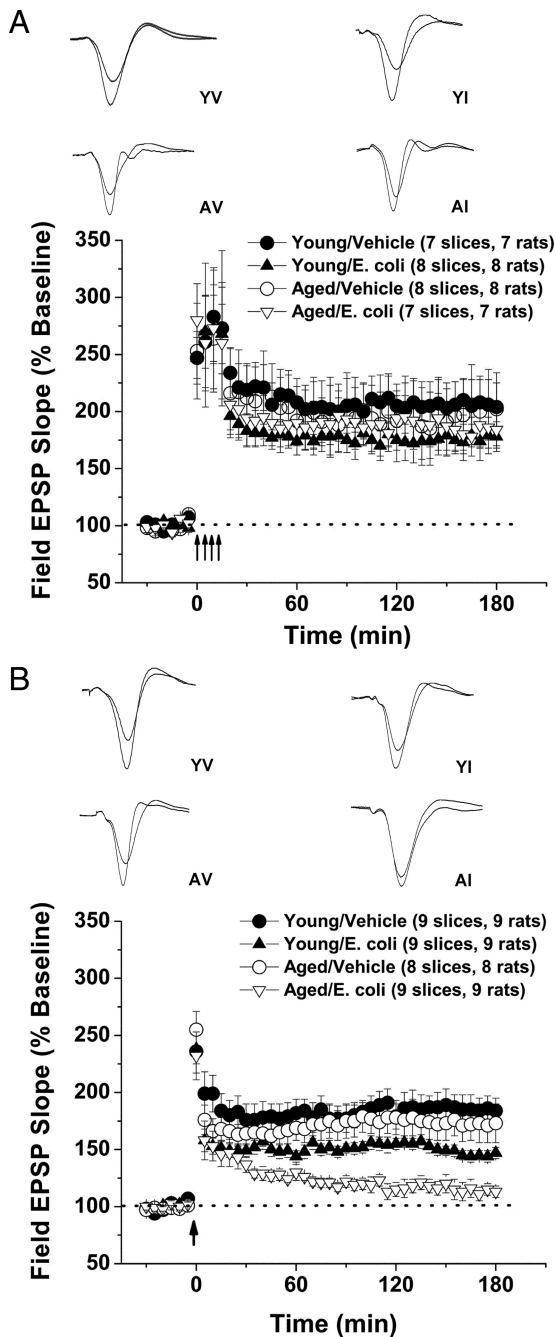 A
YV
YI
AV
AI
350
300
250
200
150
100
50
Field EPSP Slope (% Baseline)
Young/Vehicle (7 slices, 7 rats)
Young/E. coli (8 slices, 8 rats)
Aged/Vehicle (8 slices, 8 rats)
Aged/E. coli (7 slices, 7 rats)
0
60
120
180
Time (min)
B
YV
YI
AV
AI
350
300
250
200
150
100
50
Field EPSP Slope (% Baseline)
Young/Vehicle (9 slices, 9 rats)
Young/E. coli (9 slices, 9 rats)
Aged/Vehicle (8 slices, 8 rats)
Aged/E. coli (9 slices, 9 rats)
0
60
120
180
Time (min)